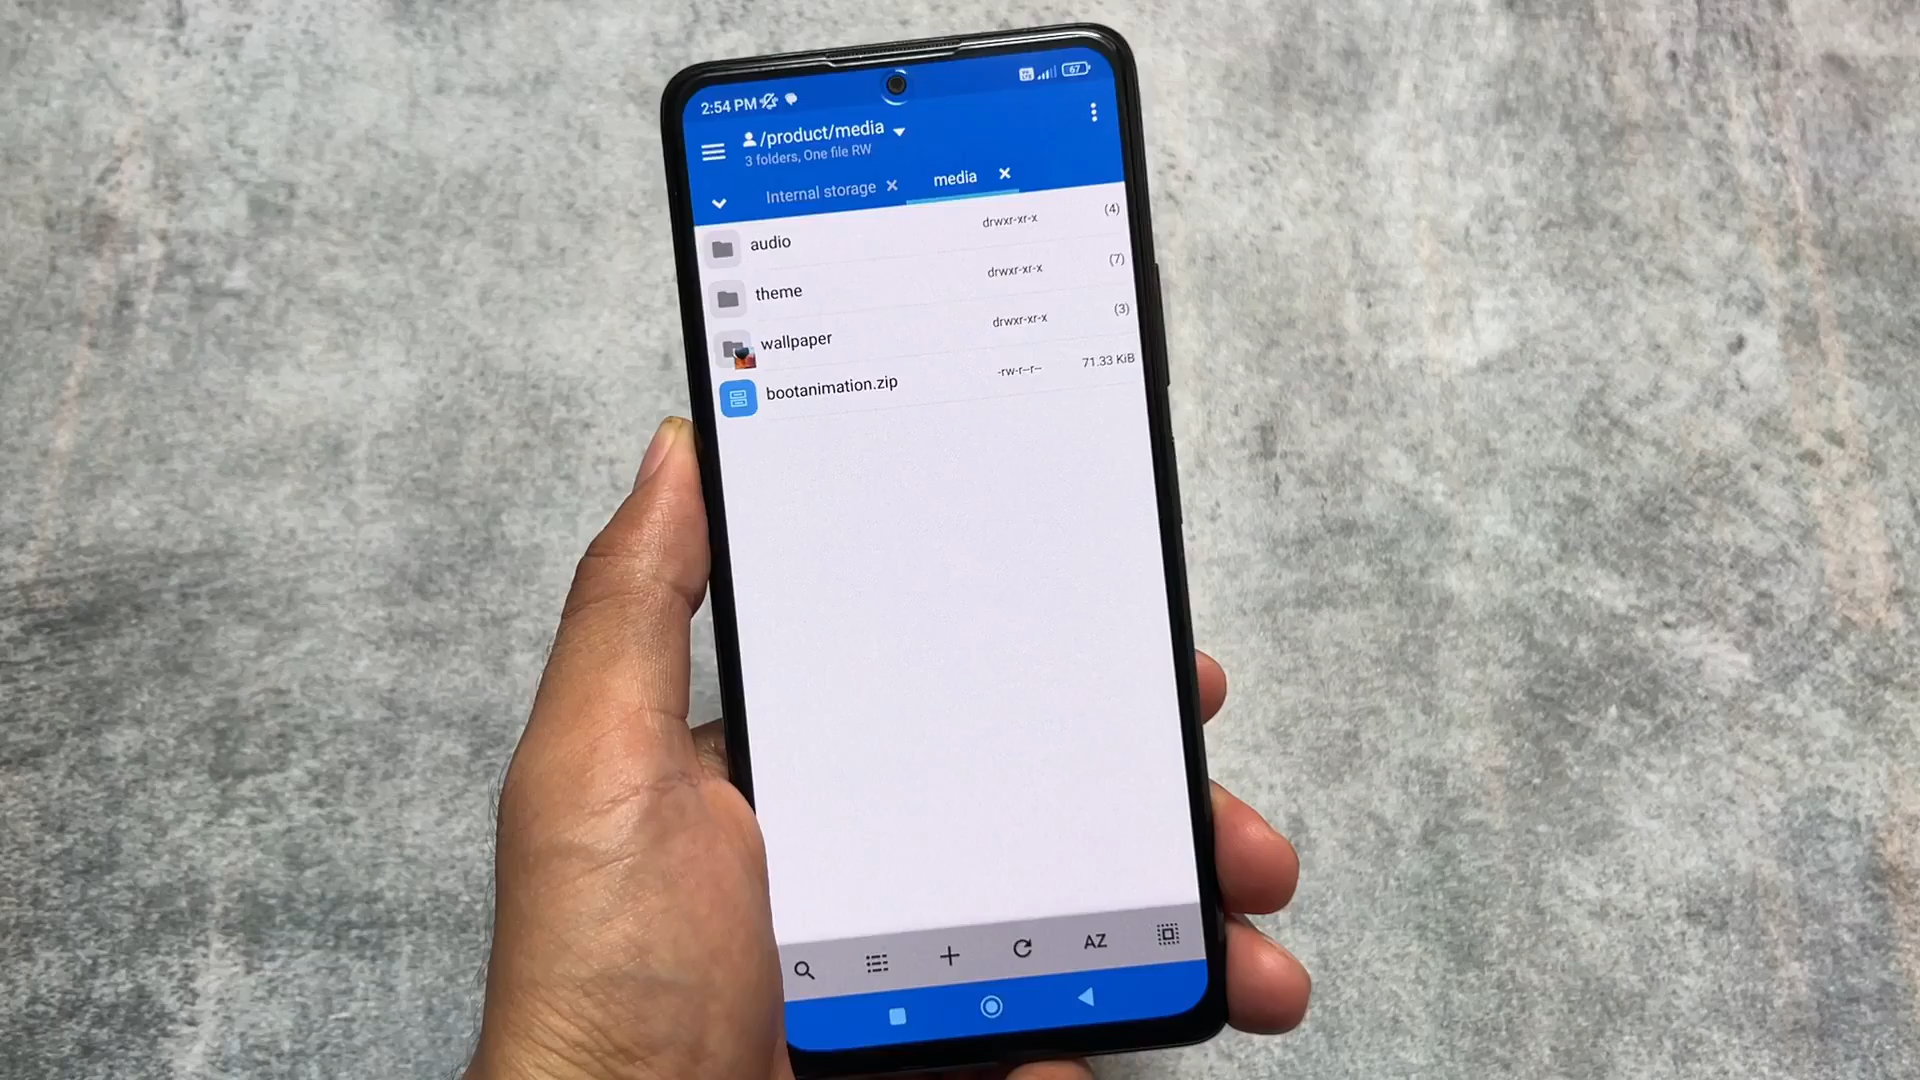 2:54 PM 67
/product/media
3 folders, One file RW
Internal storage media
audio drwxr-xr-x (4)
theme drwxr-xr-x (7)
wallpaper drwxr-xr-x (3)
bootanimation.zip -rw-r--r-- 71.33 KiB
AZ